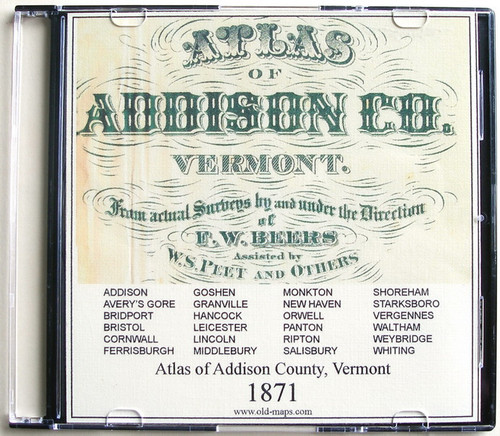 ATLAS
OF
ADDISON CO.
VERMONT.
From actual Surveys by and under the Direction
of
F.W. BEERS
Assisted by
W.S. PEET AND OTHERS
ADDISON GOSHEN MONKTON SHOREHAM
AVERY'S GORE GRANVILLE NEW HAVEN STARKSBORO
BRIDPORT HANCOCK ORWELL VERGENNES
BRISTOL LEICESTER PANTON WALTHAM
CORNWALL LINCOLN RIPTON WEYBRIDGE
FERRISBURGH MIDDLEBURY SALISBURY WHITING
Atlas of Addison County, Vermont
1871
www.old-maps.com